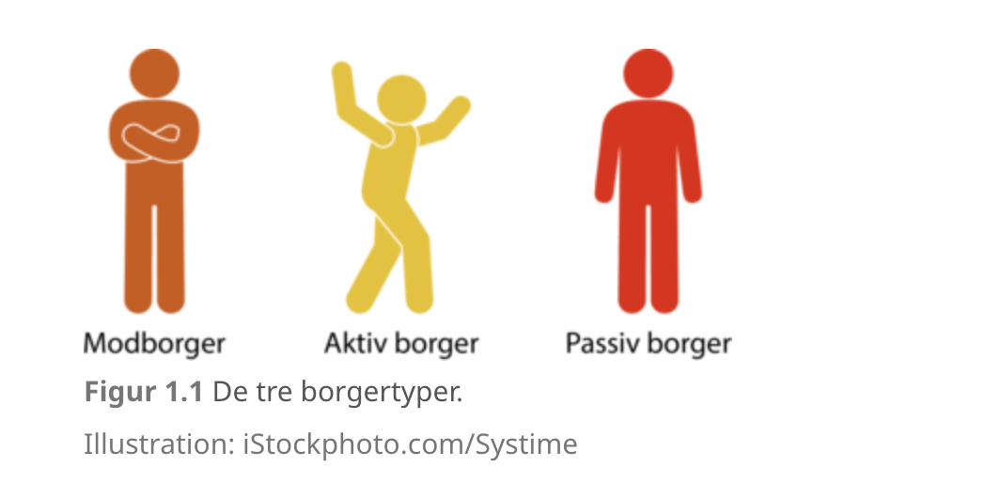 Modborger Aktiv borger Passiv borger
Figur 1.1 De tre borgertyper.
Illustration: iStockphoto.com/Systime